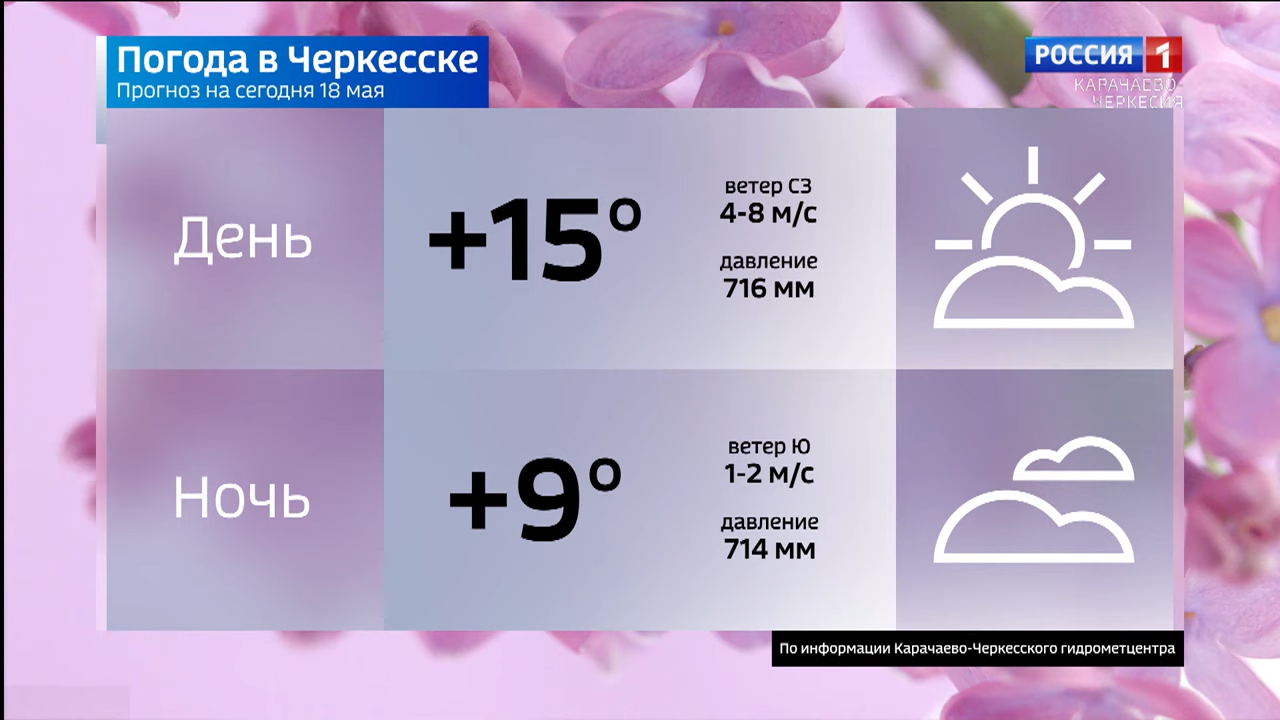 Погода в Черкесске
Прогноз на сегодня 18 мая
РОССИЯ 1
КАРАЧАЕВО-
ЧЕРКЕСИЯ
День
+15°
ветер СЗ
4-8 м/с
давление
716 мм
Ночь
+9°
ветер Ю
1-2 м/с
давление
714 мм
По информации Карачаево-Черкесского гидрометцентра